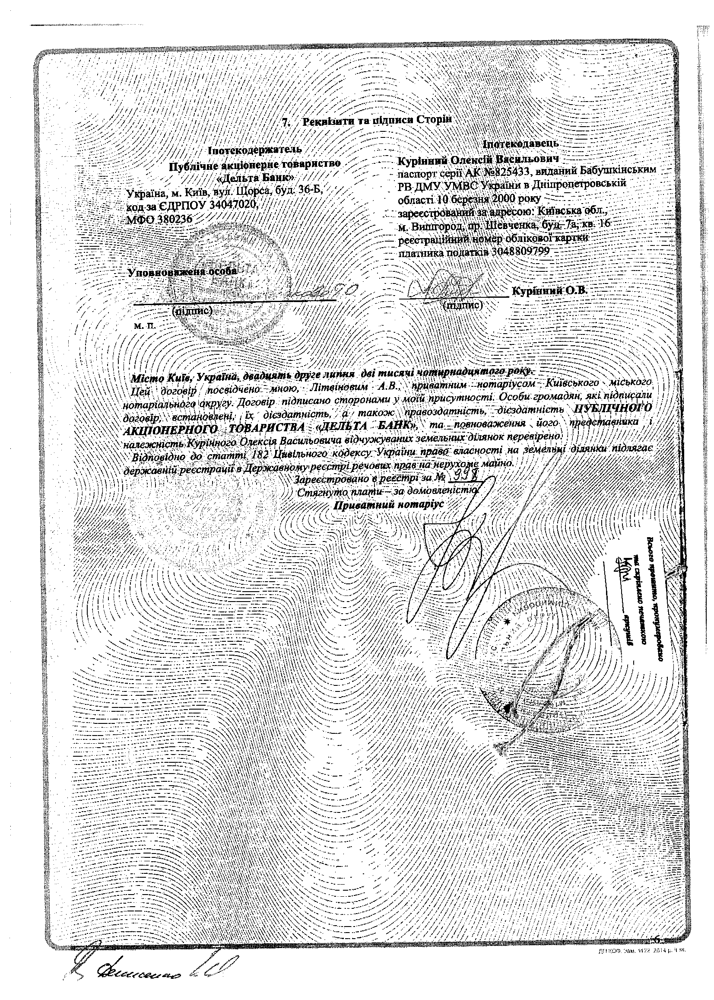 7. Реквізити та підписи Сторін
Іпотекодержатель
Публічне акціонерне товариство
«Дельта Банк»
Україна, м. Київ, вул. Щорса, буд. 36-Б,
код за ЄДРПОУ 34047020,
МФО 380236
Уповноважена особа
(підпис)
м. п.
Іпотекодавець
Курінний Олексій Васильович
паспорт серії АК №825433, виданий Бабушкінським
РВ ДМУ УМВС України в Дніпропетровській
області 10 березня 2000 року
зареєстрований за адресою: Київська обл.,
м. Вишгород, пр. Шевченка, буд. 7а, кв. 16
реєстраційний номер облікової картки
платника податків 3048809799
Курінний О.В.
(підпис)
Місто Київ, Україна, двадцять друге липня дві тисячі чотирнадцятого року.
Цей договір посвідчено мною, Літвіновим А.В., приватним нотаріусом Київського міського
нотаріального округу. Договір підписано сторонами у моїй присутності. Особи громадян, які підписали
договір, встановлені, їх дієздатність, а також правоздатність, дієздатність ПУБЛІЧНОГО
АКЦІОНЕРНОГО ТОВАРИСТВА «ДЕЛЬТА БАНК», та повноваження його представника і
належність Курінного Олексія Васильовича відчужуваних земельних ділянок перевірено.
Відповідно до статті 182 Цивільного кодексу України право власності на земельні ділянки підлягає
державній реєстрації в Державному реєстрі речових прав на нерухоме майно.
Зареєстровано в реєстрі за № 998
Стягнуто плати – за домовленістю
Приватний нотаріус
Всього прошито, пронумеровано
та скріплено печаткою
аркушів
6